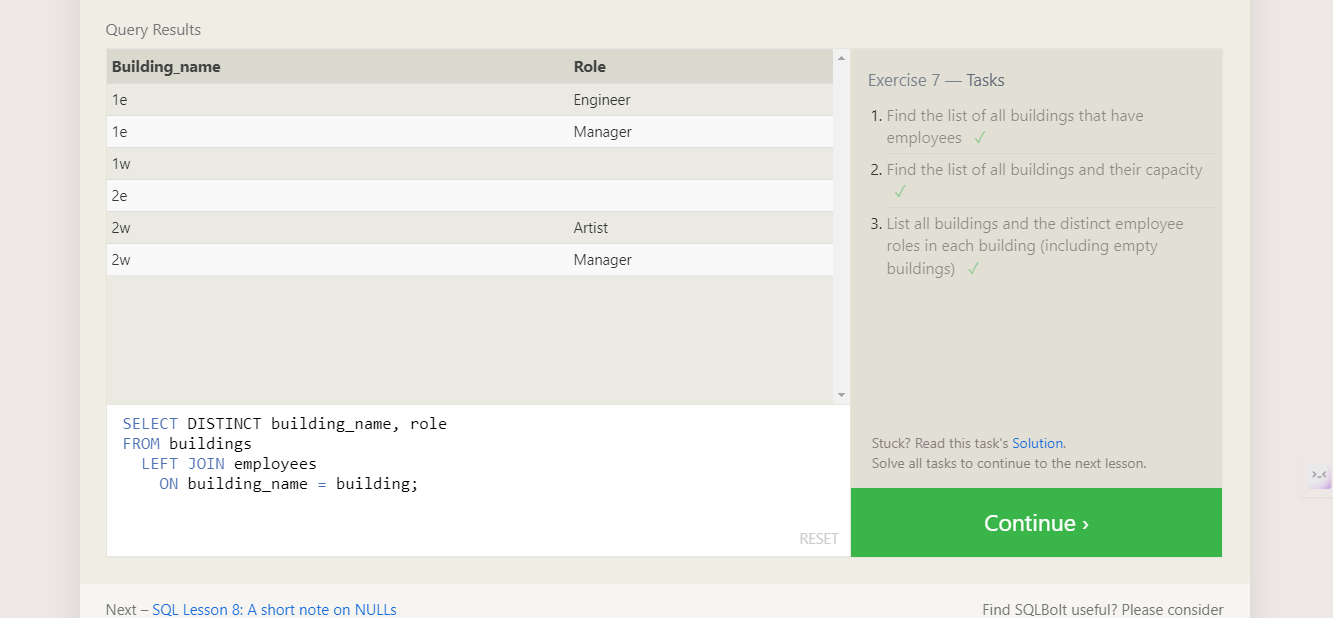 Query Results
Building_name Role
1e Engineer
1e Manager
1w
2e
2w Artist
2w Manager
SELECT DISTINCT building_name, role
FROM buildings
LEFT JOIN employees
ON building_name = building;
RESET
Exercise 7 — Tasks
1. Find the list of all buildings that have
employees ✓
2. Find the list of all buildings and their capacity
✓
3. List all buildings and the distinct employee
roles in each building (including empty
buildings) ✓
Stuck? Read this task's Solution.
Solve all tasks to continue to the next lesson.
Continue ›
Next – SQL Lesson 8: A short note on NULLs
Find SQLBolt useful? Please consider